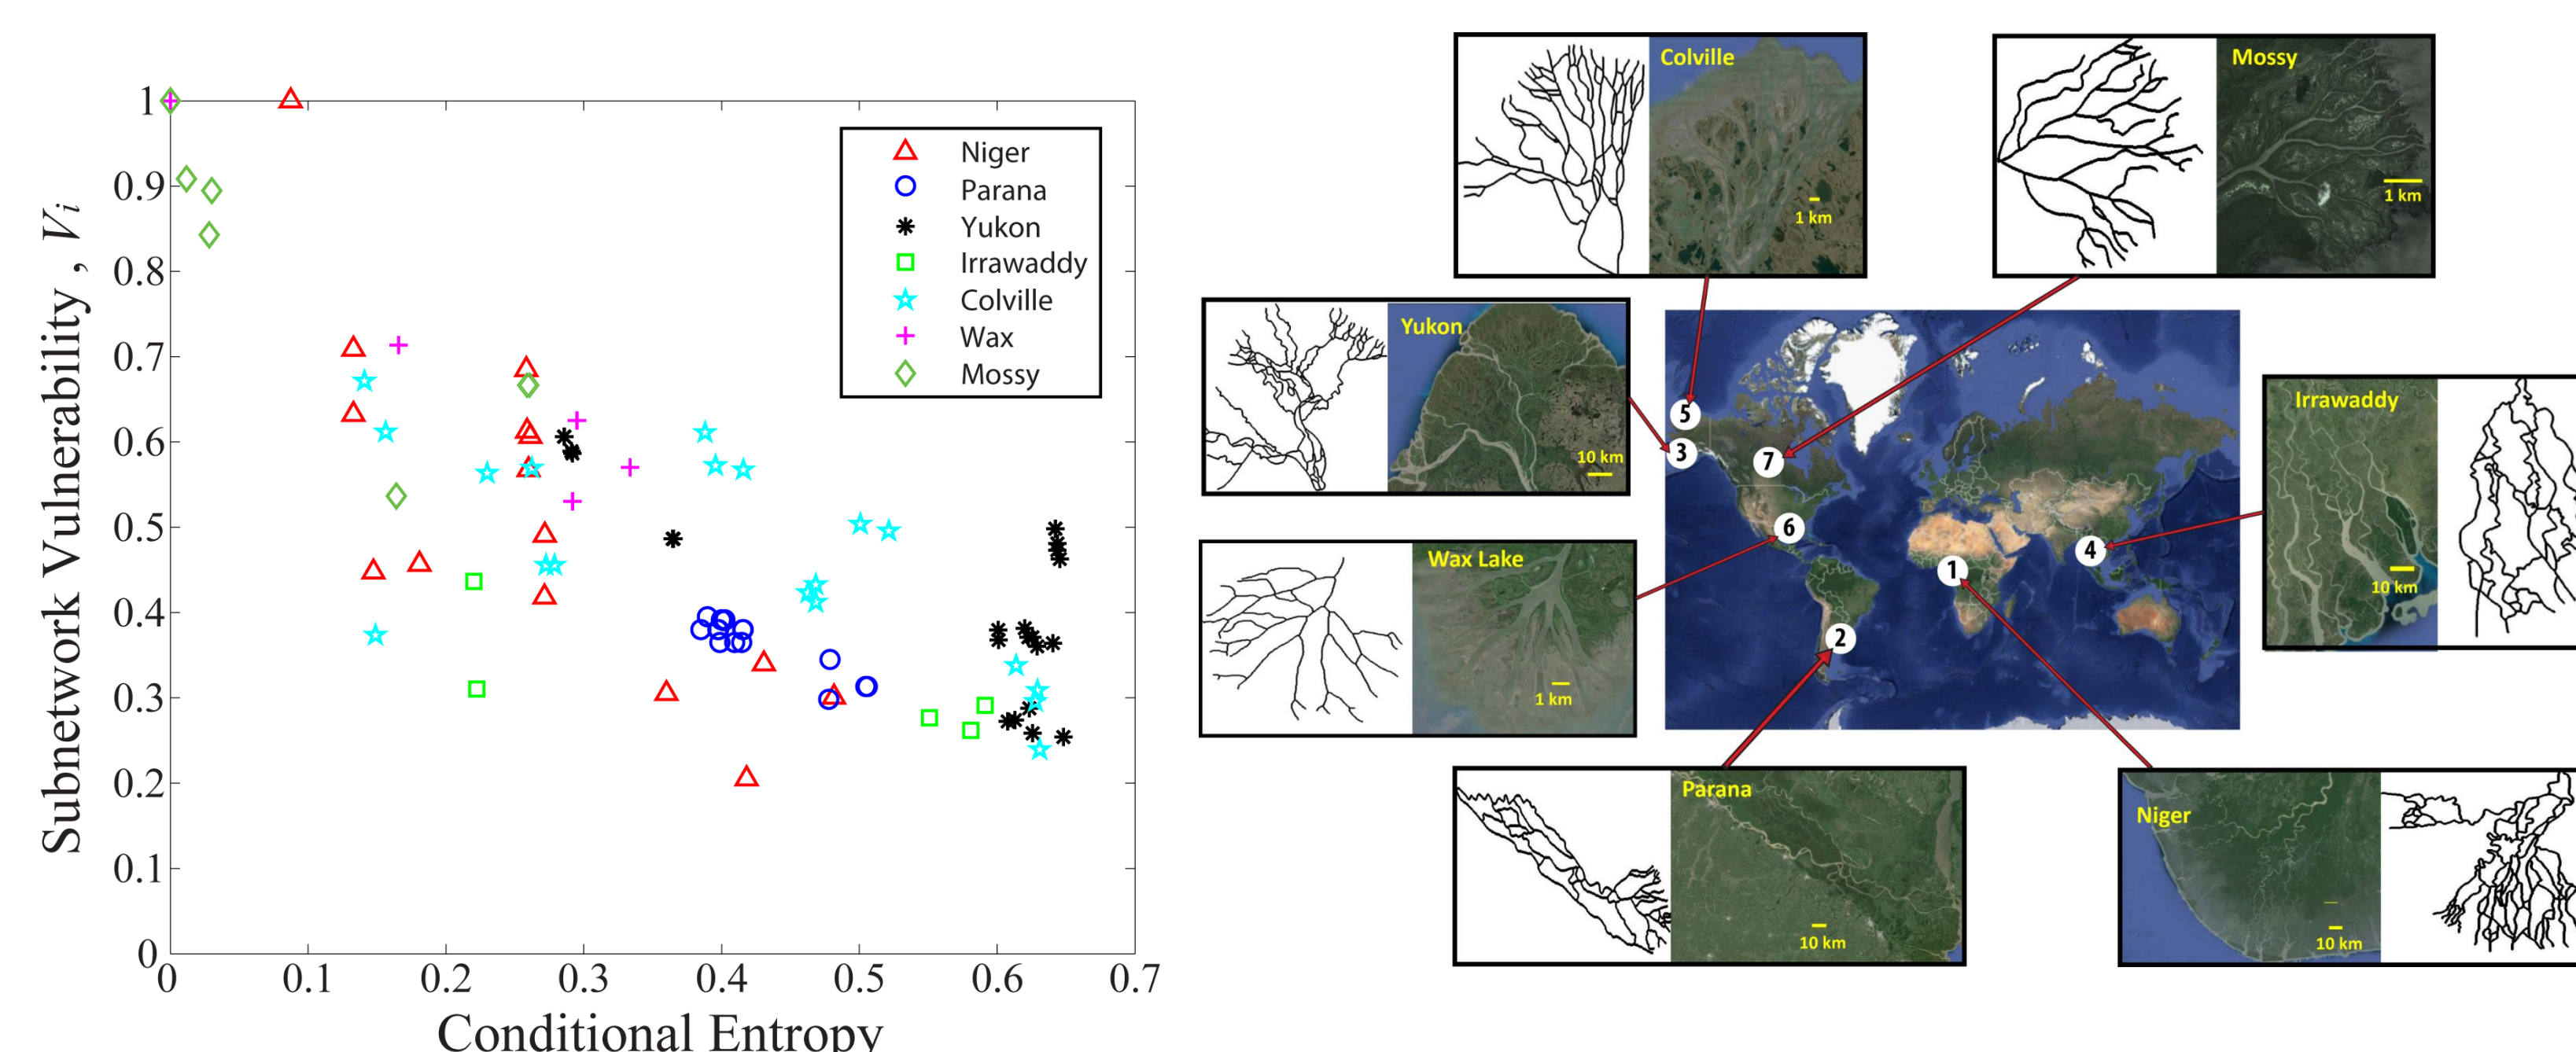 Subnetwork Vulnerability , Vi
1
0.9
0.8
0.7
0.6
0.5
0.4
0.3
0.2
0.1
0
0 0.1 0.2 0.3 0.4 0.5 0.6 0.7
Conditional Entropy
Niger
Parana
Yukon
Irrawaddy
Colville
Wax
Mossy
Colville
1 km
Mossy
1 km
Yukon
10 km
Irrawaddy
10 km
Wax Lake
1 km
5
3
7
6
4
1
2
Parana
10 km
Niger
10 km